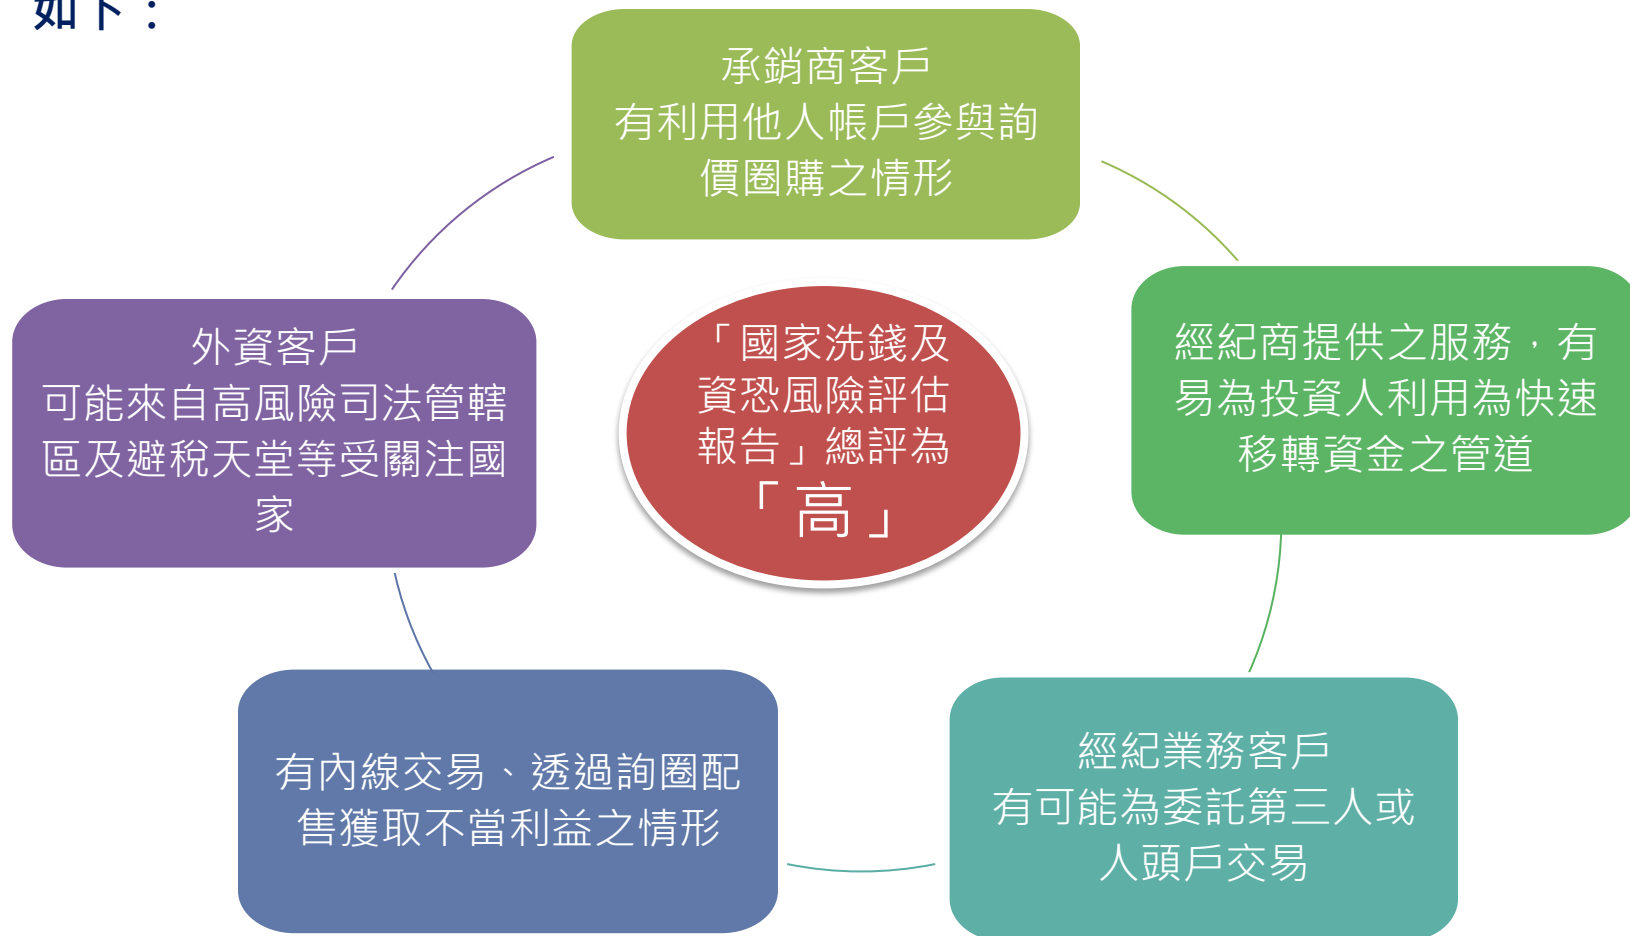 如下：
承銷商客戶
有利用他人帳戶參與詢
價圈購之情形
經紀商提供之服務，有
易為投資人利用為快速
移轉資金之管道
經紀業務客戶
有可能為委託第三人或
人頭戶交易
有內線交易、透過詢圈配
售獲取不當利益之情形
外資客戶
可能來自高風險司法管轄
區及避稅天堂等受關注國
家
「國家洗錢及
資恐風險評估
報告」總評為
「高」